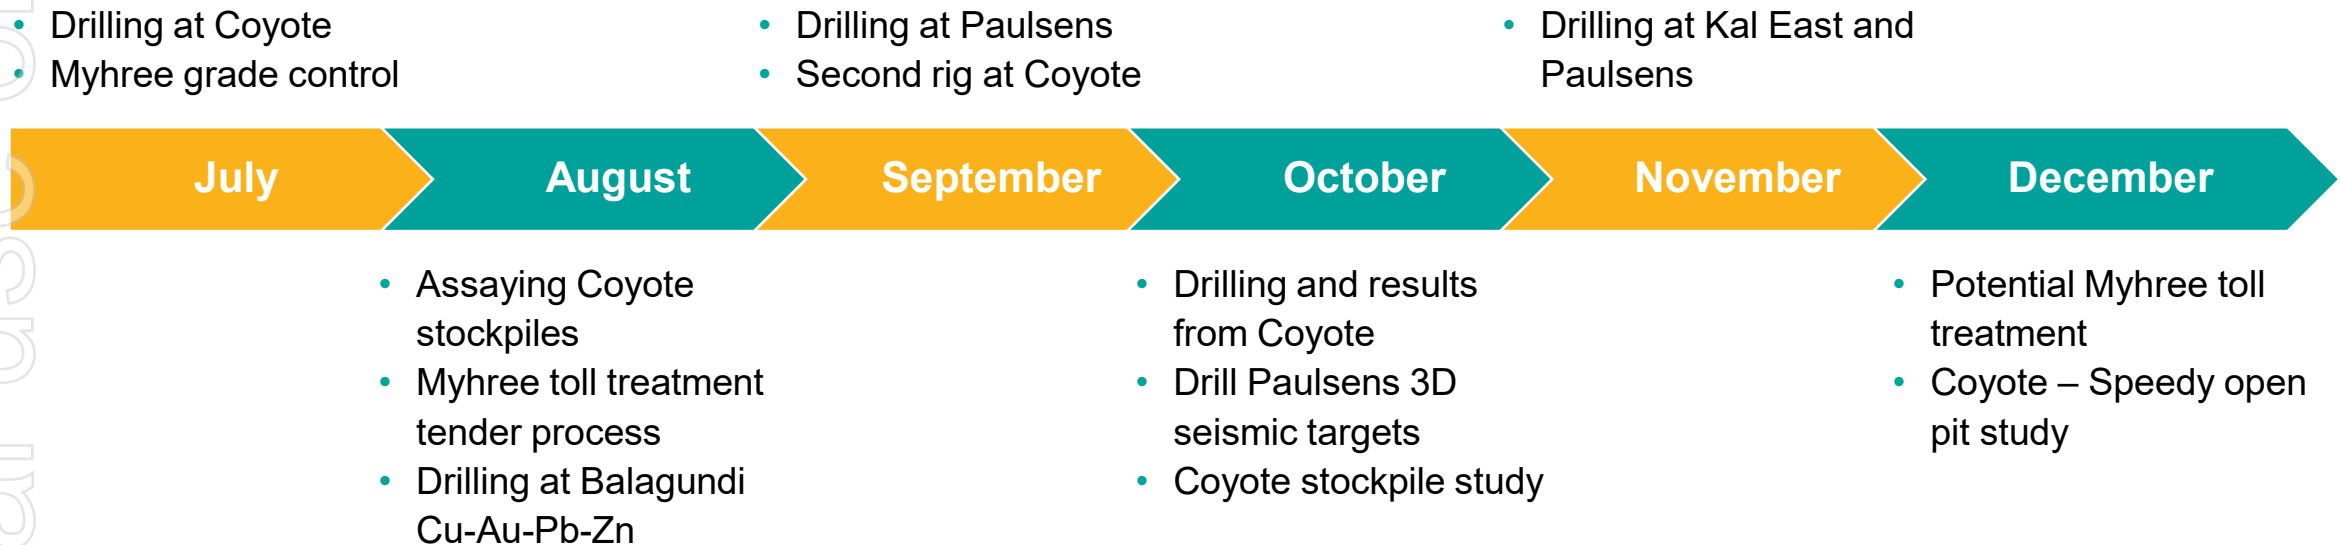 • Drilling at Coyote
• Myhree grade control
• Drilling at Paulsens
• Second rig at Coyote
• Drilling at Kal East and
Paulsens
July
August
September
October
November
December
• Assaying Coyote
stockpiles
• Myhree toll treatment
tender process
• Drilling at Balagundi
Cu-Au-Pb-Zn
• Drilling and results
from Coyote
• Drill Paulsens 3D
seismic targets
• Coyote stockpile study
• Potential Myhree toll
treatment
• Coyote – Speedy open
pit study